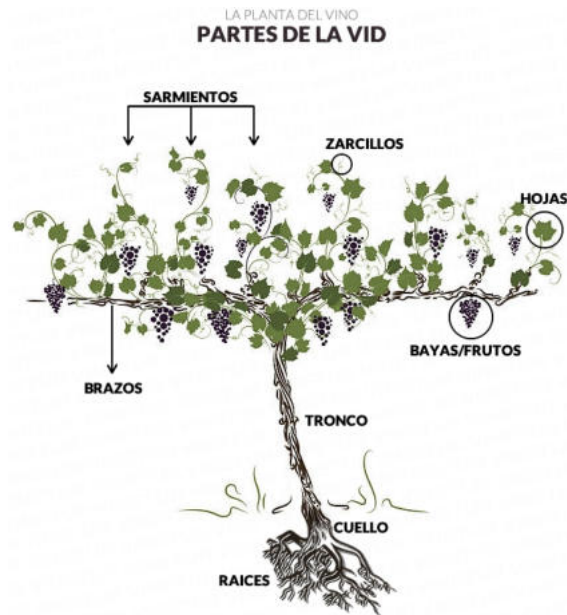 LA PLANTA DEL VINO
PARTES DE LA VID
SARMIENTOS
ZARCILLOS
HOJAS
BAYAS/FRUTOS
BRAZOS
TRONCO
CUELLO
RAICES